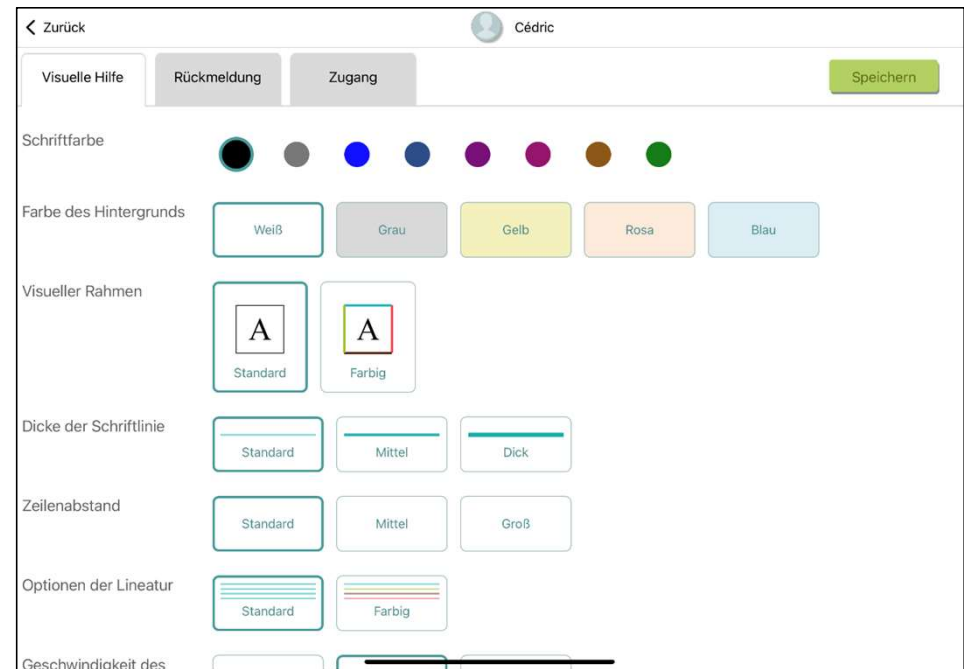 Zurück
Cédric
Visuelle Hilfe Rückmeldung Zugang Speichern
Schriftfarbe
Farbe des Hintergrunds
Weiß Grau Gelb Rosa Blau
Visueller Rahmen
A A
Standard Farbig
Dicke der Schriftlinie
Standard Mittel Dick
Zeilenabstand
Standard Mittel Groß
Optionen der Lineatur
Standard Farbig
Geschwindigkeit des